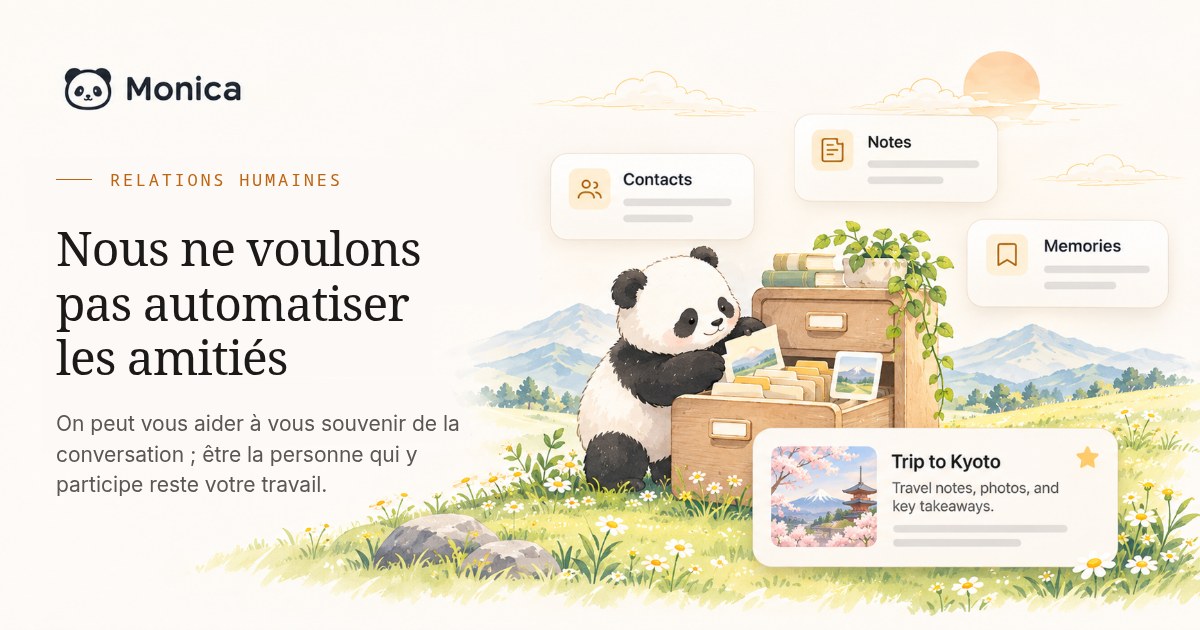 Monica
RELATIONS HUMAINES
Nous ne voulons
pas automatiser
les amitiés
On peut vous aider à vous souvenir de la
conversation ; être la personne qui y
participe reste votre travail.
Contacts
Notes
Memories
Trip to Kyoto
Travel notes, photos, and
key takeaways.